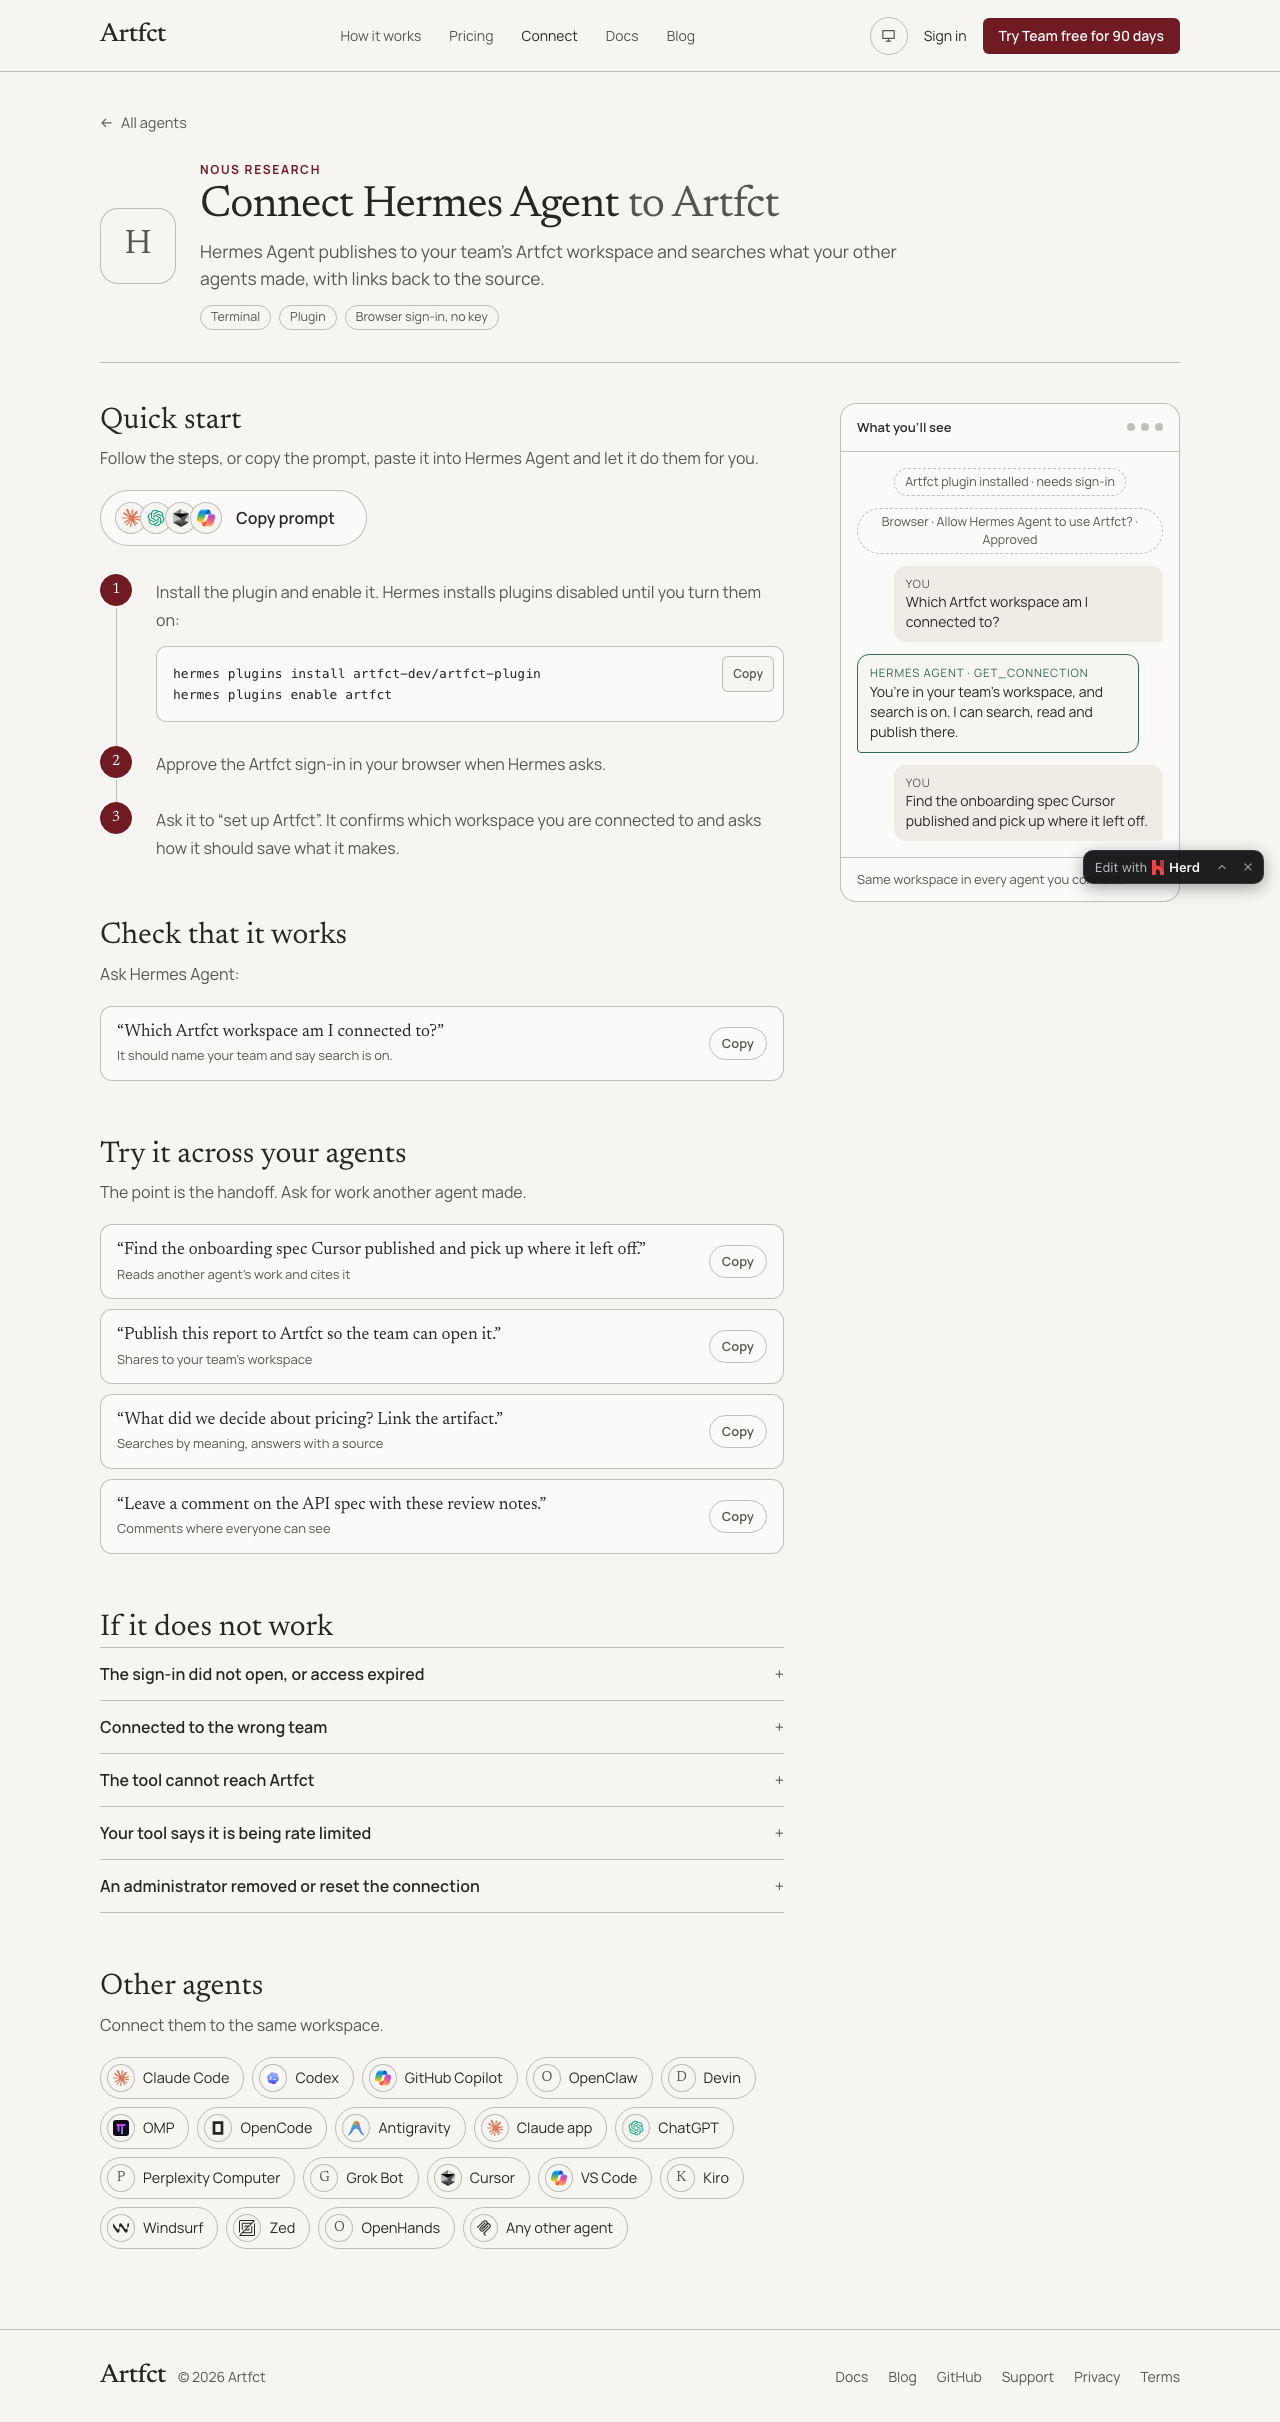 Artfct
How it works
Pricing
Connect
Docs
Blog
Sign in
Try Team free for 90 days
← All agents
NOUS RESEARCH
H
Connect Hermes Agent to Artfct
Hermes Agent publishes to your team's Artfct workspace and searches what your other
agents made, with links back to the source.
Terminal
Plugin
Browser sign-in, no key
Quick start
Follow the steps, or copy the prompt, paste it into Hermes Agent and let it do them for you.
Copy prompt
1
Install the plugin and enable it. Hermes installs plugins disabled until you turn them
on:
hermes plugins install artfct-dev/artfct-plugin
hermes plugins enable artfct
Copy
2
Approve the Artfct sign-in in your browser when Hermes asks.
3
Ask it to “set up Artfct”. It confirms which workspace you are connected to and asks
how it should save what it makes.
What you'll see
Artfct plugin installed · needs sign-in
Browser · Allow Hermes Agent to use Artfct? ·
Approved
YOU
Which Artfct workspace am I
connected to?
HERMES AGENT · GET_CONNECTION
You're in your team's workspace, and
search is on. I can search, read and
publish there.
YOU
Find the onboarding spec Cursor
published and pick up where it left off.
Same workspace in every agent you
Edit with Herd
Check that it works
Ask Hermes Agent:
“Which Artfct workspace am I connected to?”
It should name your team and say search is on.
Copy
Try it across your agents
The point is the handoff. Ask for work another agent made.
“Find the onboarding spec Cursor published and pick up where it left off.”
Reads another agent's work and cites it
Copy
“Publish this report to Artfct so the team can open it.”
Shares to your team's workspace
Copy
“What did we decide about pricing? Link the artifact.”
Searches by meaning, answers with a source
Copy
“Leave a comment on the API spec with these review notes.”
Comments where everyone can see
Copy
If it does not work
The sign-in did not open, or access expired +
Connected to the wrong team +
The tool cannot reach Artfct +
Your tool says it is being rate limited +
An administrator removed or reset the connection +
Other agents
Connect them to the same workspace.
Claude Code
Codex
GitHub Copilot
O OpenClaw
D Devin
OMP
OpenCode
Antigravity
Claude app
ChatGPT
P Perplexity Computer
G Grok Bot
Cursor
VS Code
K Kiro
Windsurf
Zed
O OpenHands
Any other agent
Artfct © 2026 Artfct
Docs
Blog
GitHub
Support
Privacy
Terms